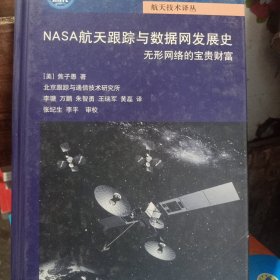 航天技术译丛
NASA航天跟踪与数据网发展史
无形网络的宝贵财富
[美] 焦子惠 著
北京跟踪与通信技术研究所
李骥 万鹏 朱智勇 王瑞军 黄磊 译
张纪生 李平 审校